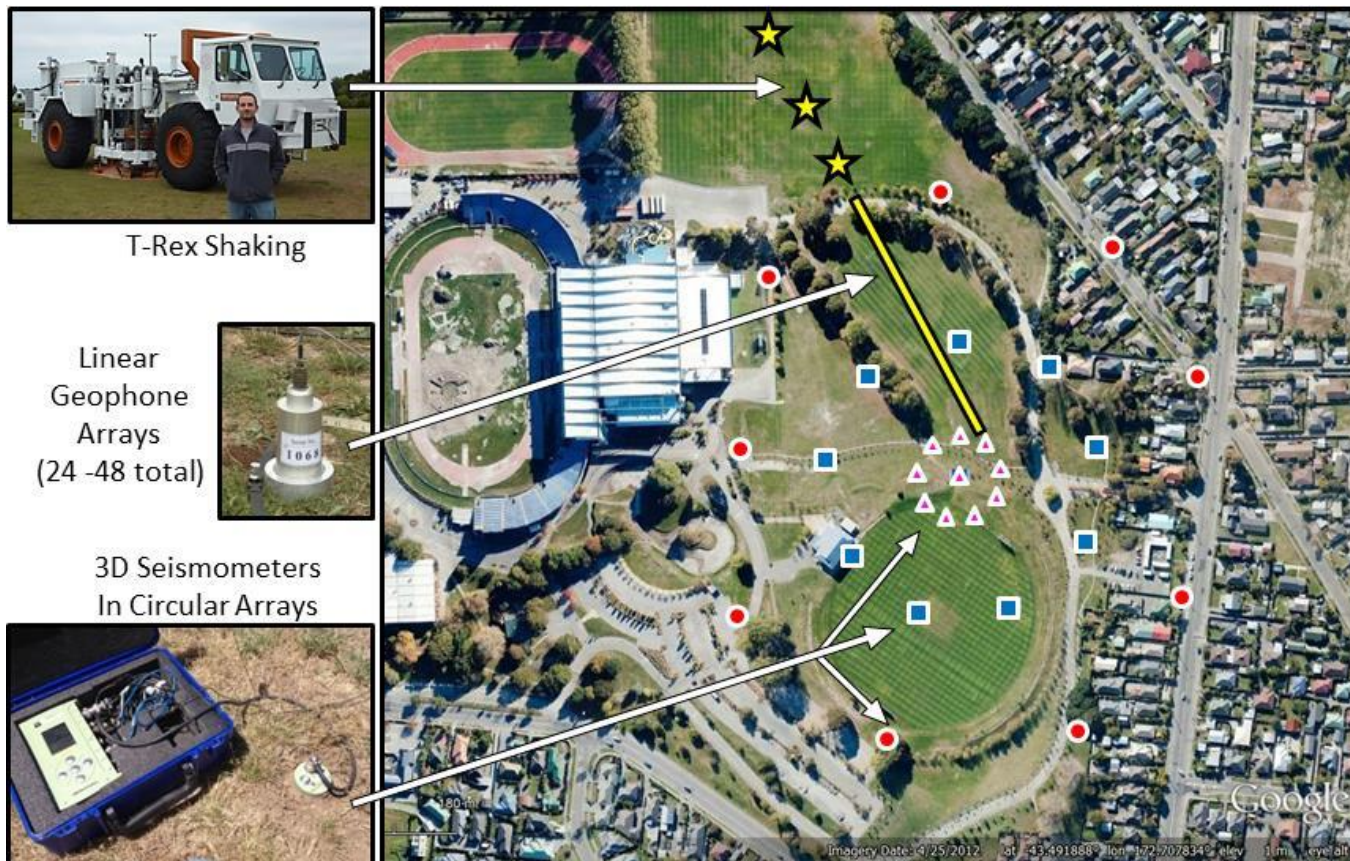 T-Rex Shaking
Linear
Geophone
Arrays
(24 -48 total)
1068
3D Seismometers
In Circular Arrays
180 m
Google
Imagery Date: 4/25/2012 lat -43.491888° lon 172.707834° elev 1 m eye alt